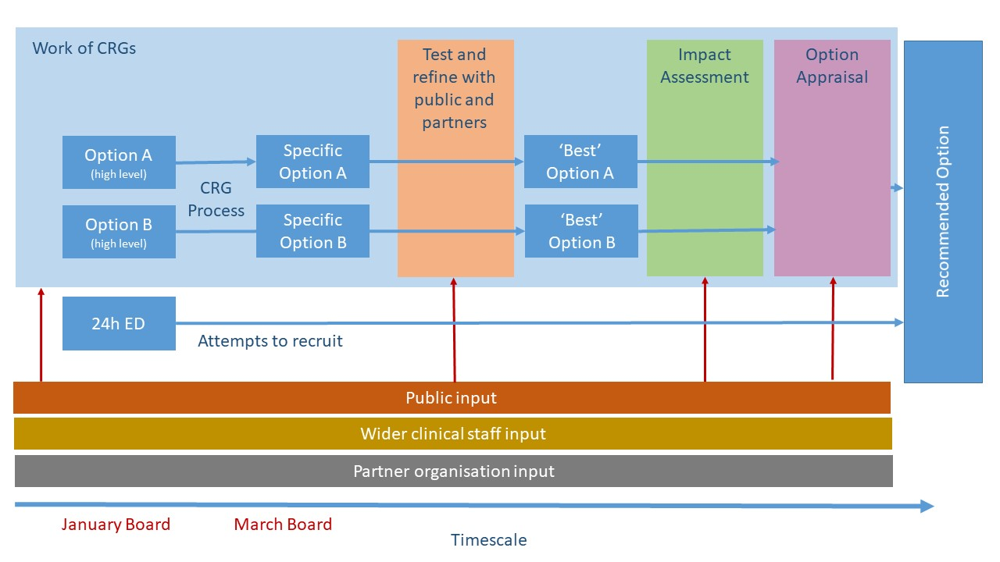 Work of CRGs
Test and
refine with
public and
partners
Impact
Assessment
Option
Appraisal
Option A
(high level)
Specific
Option A
‘Best’
Option A
CRG
Process
Option B
(high level)
Specific
Option B
‘Best’
Option B
Recommended Option
24h ED
Attempts to recruit
Public input
Wider clinical staff input
Partner organisation input
January Board
March Board
Timescale